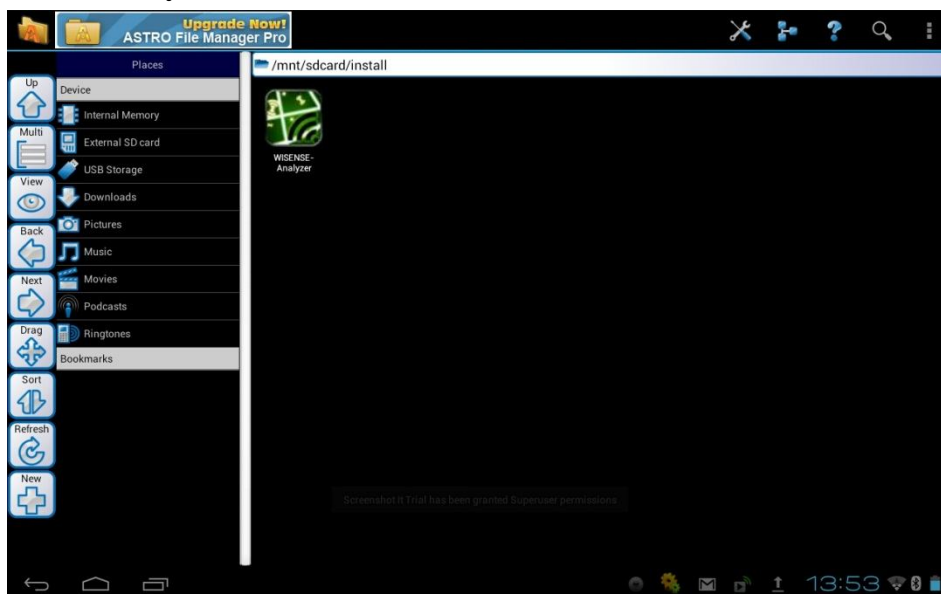 Upgrade Now!
ASTRO File Manager Pro
Places
/mnt/sdcard/install
Up
Device
Internal Memory
Multi
External SD card
USB Storage
View
Downloads
Pictures
Back
Music
Next
Movies
Podcasts
Drag
Ringtones
Bookmarks
Sort
Refresh
New
WISENSE-
Analyzer
Screenshot It Trial has been granted Superuser permissions
13:53